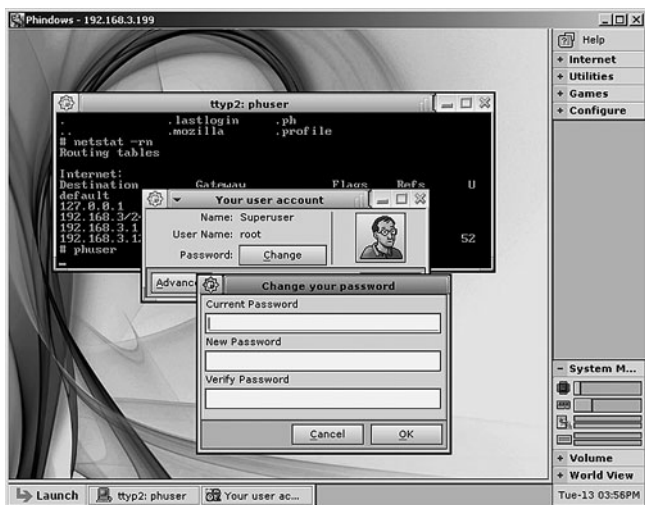 Phindows - 192.168.3.199
Help
+ Internet
+ Utilities
+ Games
+ Configure
ttyp2: phuser
. .lastlogin .ph
.. .mozilla .profile
# netstat -rn
Routing tables
Internet:
Destination Gateway Flags Refs U
default
127.0.0.1
192.168.3/2
192.168.3.1
192.168.3.12 52
# phuser
Your user account
Name: Superuser
User Name: root
Password: Change
Advanc
Change your password
Current Password
New Password
Verify Password
Cancel OK
- System M...
+ Volume
+ World View
Launch ttyp2: phuser Your user ac... Tue-13 03:56PM